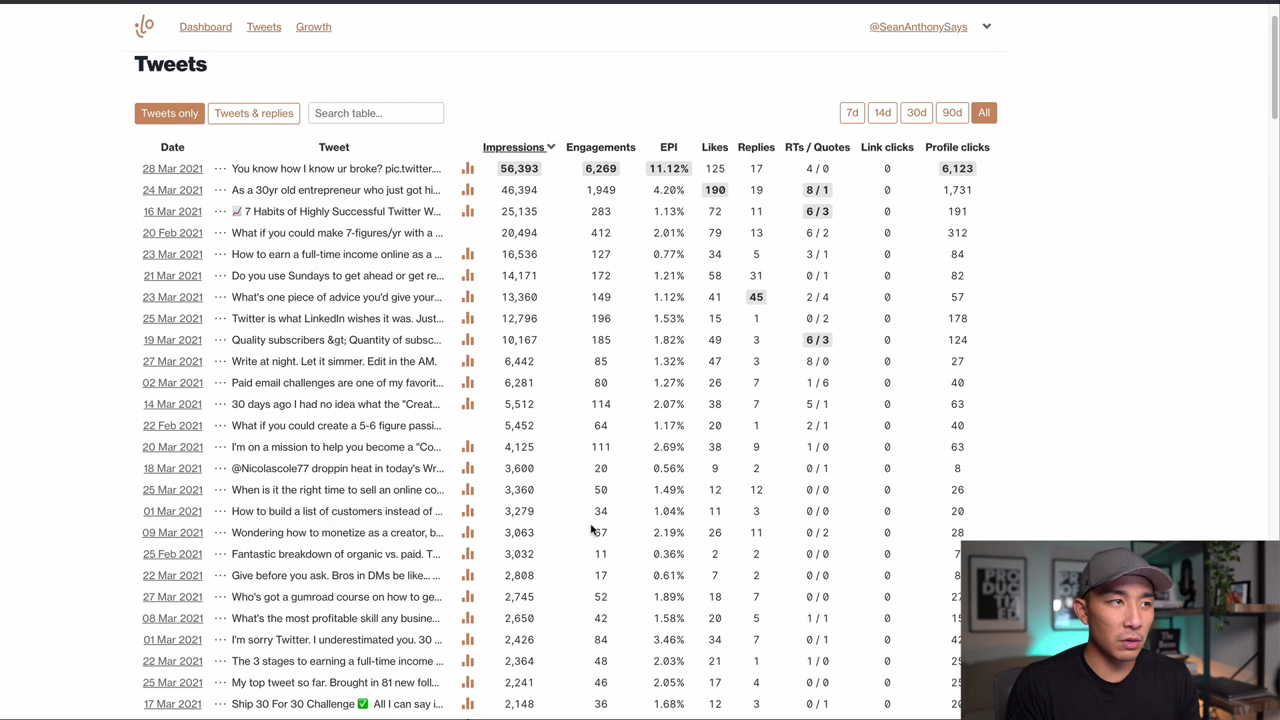 ilo Dashboard Tweets Growth @SeanAnthonySays
Tweets
Tweets only Tweets & replies Search table... 7d 14d 30d 90d All
Date Tweet Impressions Engagements EPI Likes Replies RTs / Quotes Link clicks Profile clicks
28 Mar 2021 ··· You know how I know ur broke? pic.twitter.... 56,393 6,269 11.12% 125 17 4 / 0 0 6,123
24 Mar 2021 ··· As a 30yr old entrepreneur who just got hi... 46,394 1,949 4.20% 190 19 8 / 1 0 1,731
16 Mar 2021 ··· 📈 7 Habits of Highly Successful Twitter W... 25,135 283 1.13% 72 11 6 / 3 0 191
20 Feb 2021 ··· What if you could make 7-figures/yr with a ... 20,494 412 2.01% 79 13 6 / 2 0 312
23 Mar 2021 ··· How to earn a full-time income online as a ... 16,536 127 0.77% 34 5 3 / 1 0 84
21 Mar 2021 ··· Do you use Sundays to get ahead or get re... 14,171 172 1.21% 58 31 0 / 1 0 82
23 Mar 2021 ··· What's one piece of advice you'd give your... 13,360 149 1.12% 41 45 2 / 4 0 57
25 Mar 2021 ··· Twitter is what LinkedIn wishes it was. Just... 12,796 196 1.53% 15 1 0 / 2 0 178
19 Mar 2021 ··· Quality subscribers &gt; Quantity of subsc... 10,167 185 1.82% 49 3 6 / 3 0 124
27 Mar 2021 ··· Write at night. Let it simmer. Edit in the AM. 6,442 85 1.32% 47 3 8 / 0 0 27
02 Mar 2021 ··· Paid email challenges are one of my favorit... 6,281 80 1.27% 26 7 1 / 6 0 40
14 Mar 2021 ··· 30 days ago I had no idea what the "Creat... 5,512 114 2.07% 38 7 5 / 1 0 63
22 Feb 2021 ··· What if you could create a 5-6 figure passi... 5,452 64 1.17% 20 1 2 / 1 0 40
20 Mar 2021 ··· I'm on a mission to help you become a "Co... 4,125 111 2.69% 38 9 1 / 0 0 63
18 Mar 2021 ··· @Nicolascole77 droppin heat in today's Wr... 3,600 20 0.56% 9 2 0 / 1 0 8
25 Mar 2021 ··· When is it the right time to sell an online co... 3,360 50 1.49% 12 12 0 / 0 0 26
01 Mar 2021 ··· How to build a list of customers instead of ... 3,279 34 1.04% 11 3 0 / 0 0 20
09 Mar 2021 ··· Wondering how to monetize as a creator, b... 3,063 67 2.19% 26 11 0 / 2 0 28
25 Feb 2021 ··· Fantastic breakdown of organic vs. paid. T... 3,032 11 0.36% 2 2 0 / 0 0 7
22 Mar 2021 ··· Give before you ask. Bros in DMs be like... ... 2,808 17 0.61% 7 2 0 / 0 0 8
27 Mar 2021 ··· Who's got a gumroad course on how to ge... 2,745 52 1.89% 18 7 0 / 0 0
08 Mar 2021 ··· What's the most profitable skill any busine... 2,650 42 1.58% 20 5 1 / 1 0
01 Mar 2021 ··· I'm sorry Twitter. I underestimated you. 30 ... 2,426 84 3.46% 34 7 0 / 1 0
22 Mar 2021 ··· The 3 stages to earning a full-time income ... 2,364 48 2.03% 21 1 1 / 0 0
25 Mar 2021 ··· My top tweet so far. Brought in 81 new foll... 2,241 46 2.05% 17 4 0 / 0 0
17 Mar 2021 ··· Ship 30 For 30 Challenge ✅ All I can say i... 2,148 36 1.68% 12 3 0 / 0 0